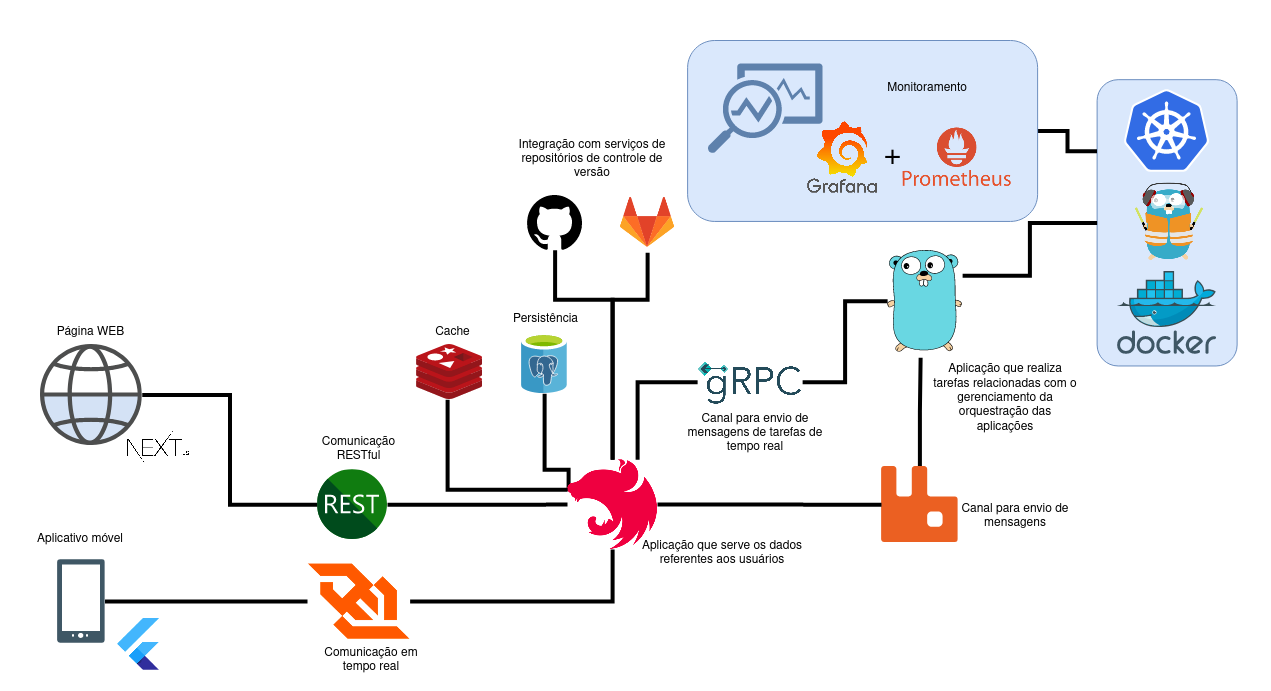 Monitoramento
Grafana
+
Prometheus
Integração com serviços de
repositórios de controle de
versão
docker
Persistência
Cache
Página WEB
NEXT.JS
gRPC
Canal para envio de
mensagens de tarefas de
tempo real
Aplicação que realiza
tarefas relacionadas com o
gerenciamento da
orquestração das
aplicações
Comunicação
RESTful
REST
Canal para envio de
mensagens
Aplicação que serve os dados
referentes aos usuários
Aplicativo móvel
Comunicação em
tempo real